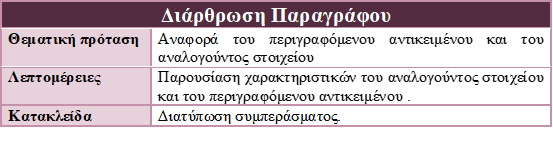 Διάρθρωση Παραγράφου
Θεματική πρόταση Αναφορά του περιγραφόμενου αντικειμένου και του
αναλογούντος στοιχείου
Λεπτομέρειες Παρουσίαση χαρακτηριστικών του αναλογούντος στοιχείου
και του περιγραφόμενου αντικειμένου .
Κατακλείδα Διατύπωση συμπεράσματος.